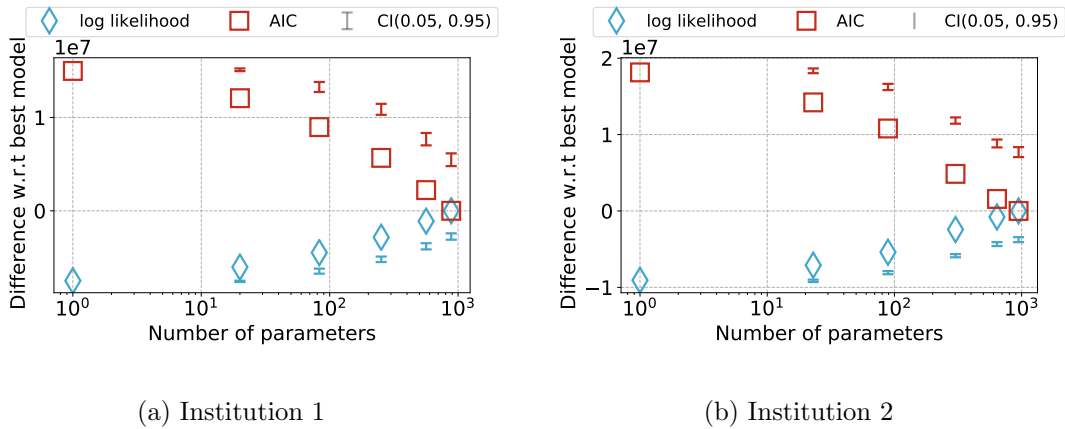 log likelihood AIC CI(0.05, 0.95)
1e7
Difference w.r.t best model
1
0
10^0 10^1 10^2 10^3
Number of parameters
(a) Institution 1
log likelihood AIC CI(0.05, 0.95)
1e7
Difference w.r.t best model
2
1
0
−1
10^0 10^1 10^2 10^3
Number of parameters
(b) Institution 2